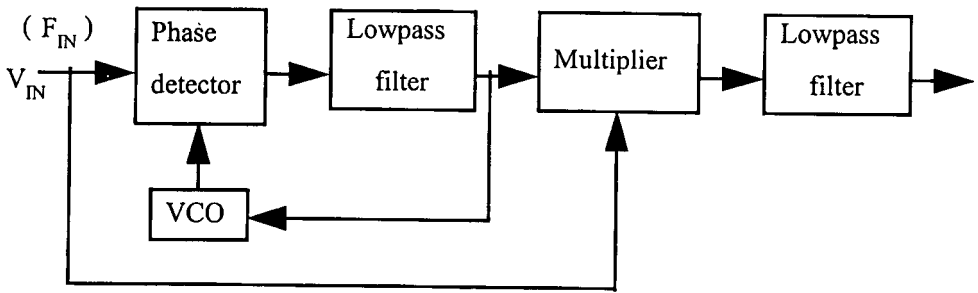 ( F_IN )
V_IN
Phase
detector
Lowpass
filter
Multiplier
Lowpass
filter
VCO